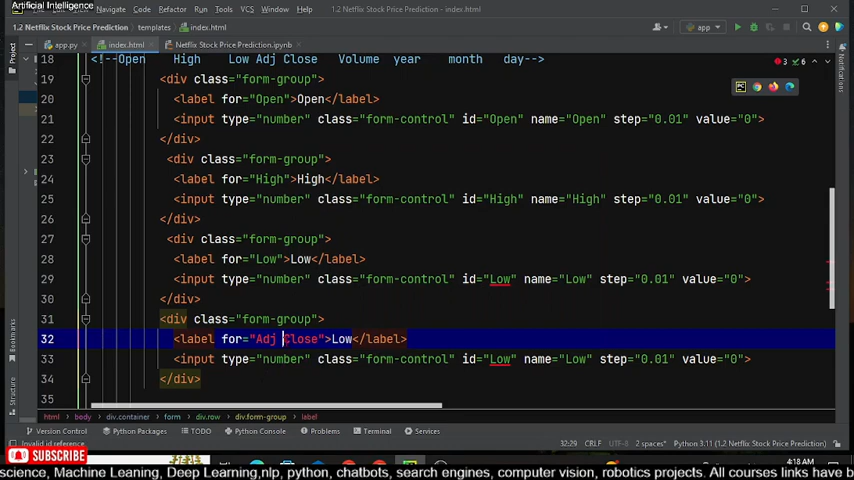 Artificial Intelligence
Navigate Code Refactor Run Tools VCS Window Help 1.2 Netflix Stock Price Prediction - index.html
1.2 Netflix Stock Price Prediction templates index.html app
app.py index.html Netflix Stock Price Prediction.ipynb
Project
Notifications
3 6
18 <!--Open High Low Adj Close Volume year month day-->
19 <div class="form-group">
20 <label for="Open">Open</label>
21 <input type="number" class="form-control" id="Open" name="Open" step="0.01" value="0">
22 </div>
23 <div class="form-group">
24 <label for="High">High</label>
25 <input type="number" class="form-control" id="High" name="High" step="0.01" value="0">
26 </div>
27 <div class="form-group">
28 <label for="Low">Low</label>
29 <input type="number" class="form-control" id="Low" name="Low" step="0.01" value="0">
30 </div>
31 <div class="form-group">
32 <label for="Adj Close">Low</label>
33 <input type="number" class="form-control" id="Low" name="Low" step="0.01" value="0">
34 </div>
35
Bookmarks
Structure
html body div.container form div.row div.form-group label
Version Control Python Packages TODO Python Console Problems Terminal Services
Invalid id reference 32:29 CRLF UTF-8 2 spaces* Python 3.11 (1.2 Netflix Stock Price Prediction)
SUBSCRIBE
4:18 AM
science, Machine Learning, Deep Learning,nlp, python, chatbots, search engines, computer vision, robotics projects. All courses links have b